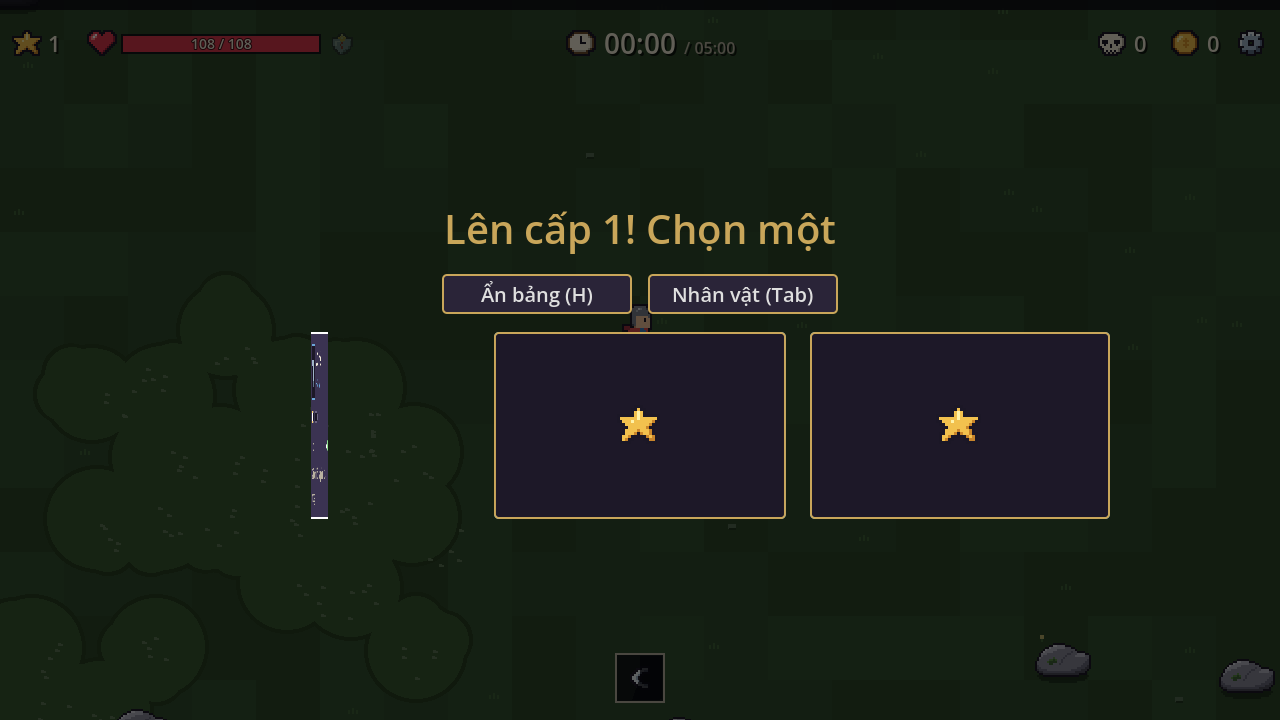 1
108 / 108
00:00 / 05:00
0
0
Lên cấp 1! Chọn một
Ẩn bảng (H)
Nhân vật (Tab)